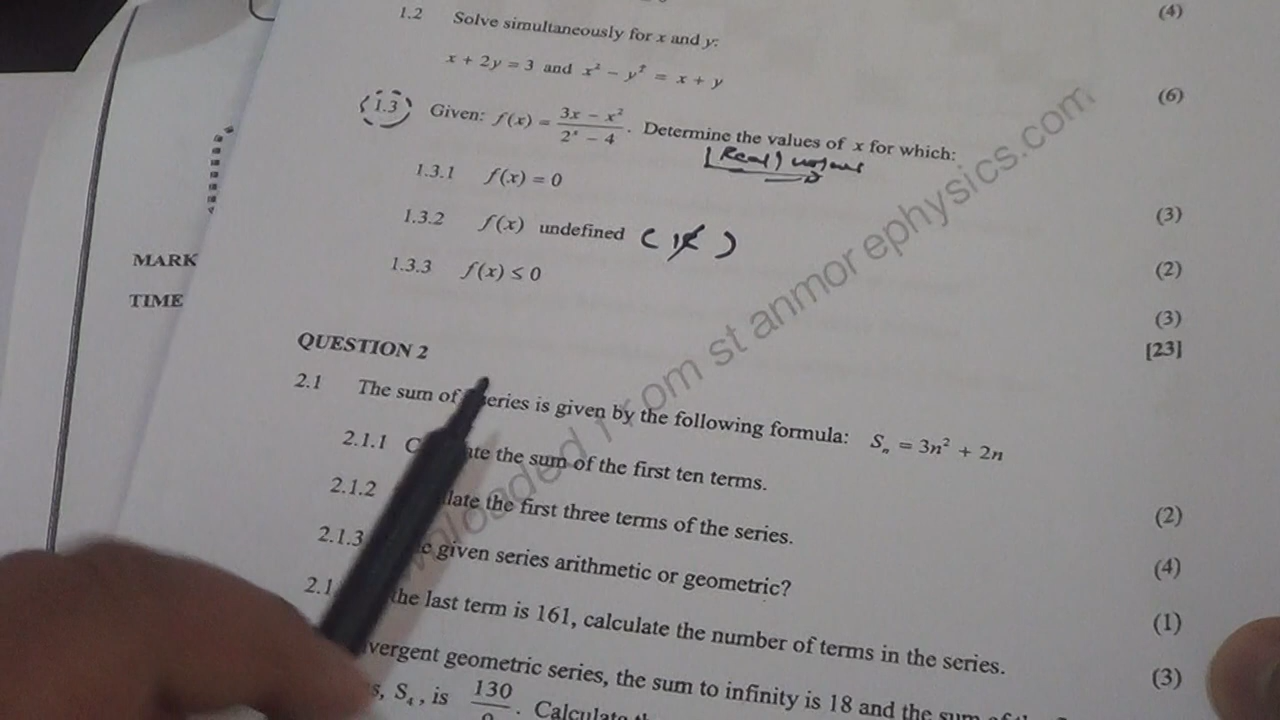 (4)
1.2 Solve simultaneously for x and y:
x + 2y = 3 and x² − y² = x + y
(6)
1.3 Given: f(x) = (3x − x²)/(2ˣ − 4). Determine the values of x for which:
(Real)
1.3.1 f(x) = 0
(3)
1.3.2 f(x) undefined
(2)
1.3.3 f(x) ≤ 0
(3)
[23]
MARK
TIME
QUESTION 2
2.1 The sum of series is given by the following formula: Sₙ = 3n² + 2n
2.1.1 the sum of the first ten terms.
(2)
2.1.2 the first three terms of the series.
(4)
2.1.3 given series arithmetic or geometric?
(1)
the last term is 161, calculate the number of terms in the series.
(3)
geometric series, the sum to infinity is 18 and the sum of
S₄, is 130
Calculate
from stanmorephysics.com